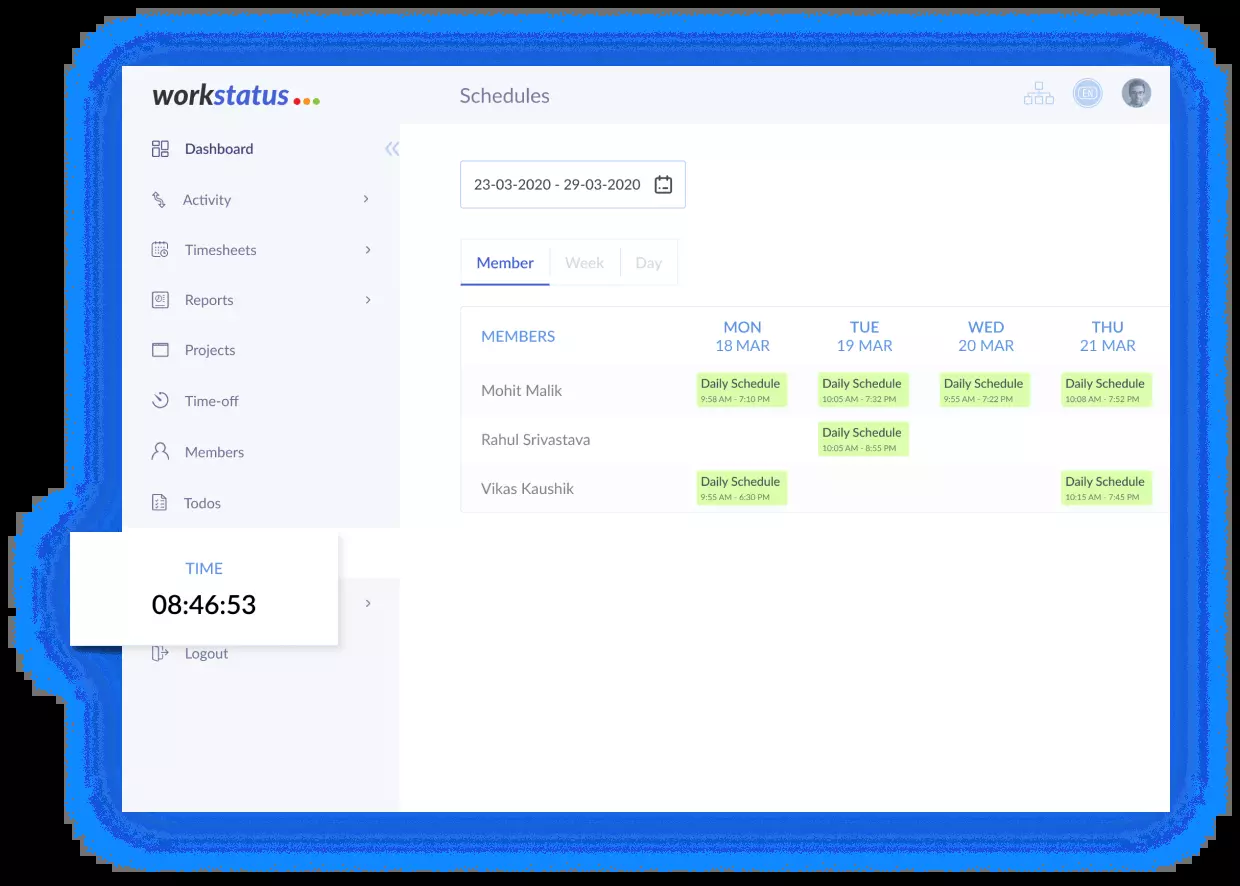 workstatus
Schedules
EN
Dashboard
Activity
Timesheets
Reports
Projects
Time-off
Members
Todos
TIME
08:46:53
Logout
23-03-2020 - 29-03-2020
Member Week Day
MEMBERS MON TUE WED THU
18 MAR 19 MAR 20 MAR 21 MAR
Mohit Malik Daily Schedule Daily Schedule Daily Schedule Daily Schedule
9:58 AM - 7:10 PM 10:05 AM - 7:32 PM 9:55 AM - 7:22 PM 10:08 AM - 7:52 PM
Rahul Srivastava Daily Schedule
10:05 AM - 8:55 PM
Vikas Kaushik Daily Schedule Daily Schedule
9:55 AM - 6:30 PM 10:15 AM - 7:45 PM